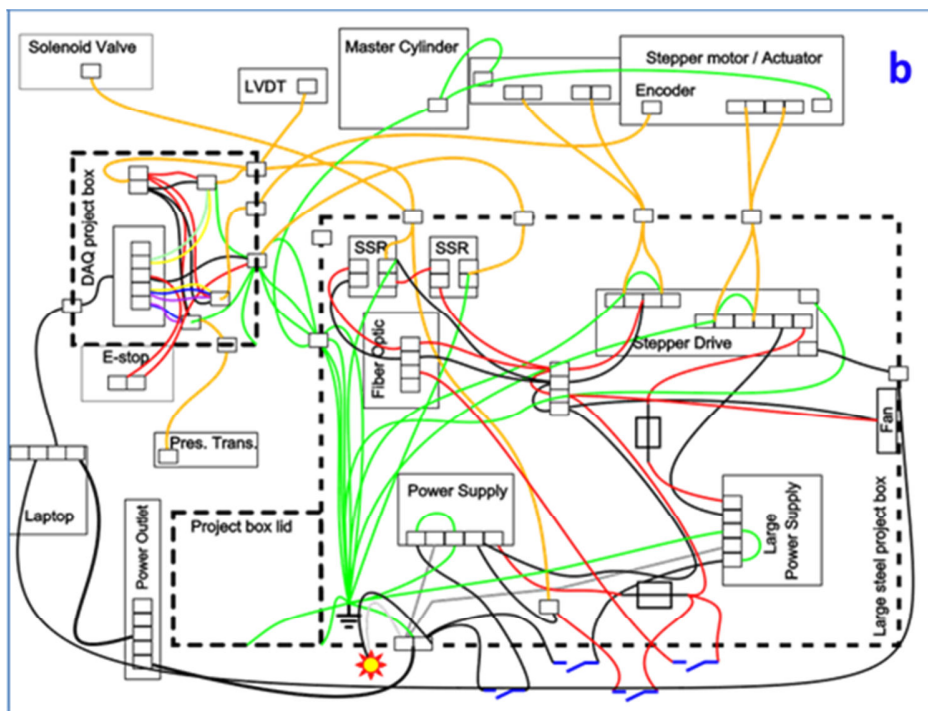 Solenoid Valve
Master Cylinder
Stepper motor / Actuator
b
LVDT
Encoder
DAQ project box
SSR
SSR
Fiber Optic
Stepper Drive
E-stop
Fan
Pres. Trans.
Laptop
Power Outlet
Project box lid
Power Supply
Large
Power Supply
Large steel project box